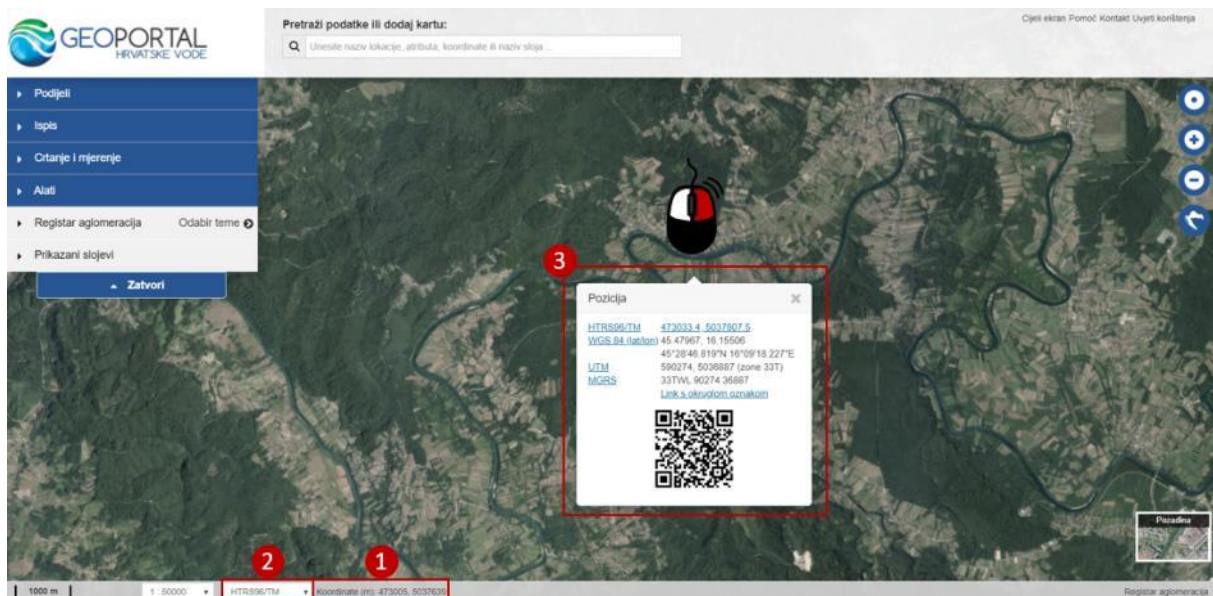 GEOPORTAL
HRVATSKE VODE
Pretraži podatke ili dodaj kartu:
Unesite naziv lokacije, atributa, koordinate ili naziv sloja ...
Cijeli ekran Pomoć Kontakt Uvjeti korištenja
Podijeli
Ispis
Crtanje i mjerenje
Alati
Registar aglomeracija Odabir teme
Prikazani slojevi
Zatvori
3
Pozicija
HTRS96/TM 473033.4, 5037807.5
WGS 84 (lat/lon) 45.47967, 16.15506
45°28'46.819"N 16°09'18.227"E
UTM 590274, 5036887 (zone 33T)
MGRS 33TWL 90274 36887
Link s okruglom oznakom
Pozadina
2
1
1000 m
1 : 50000
HTRS96/TM
Koordinate (m): 473005, 5037639
Registar aglomeracija